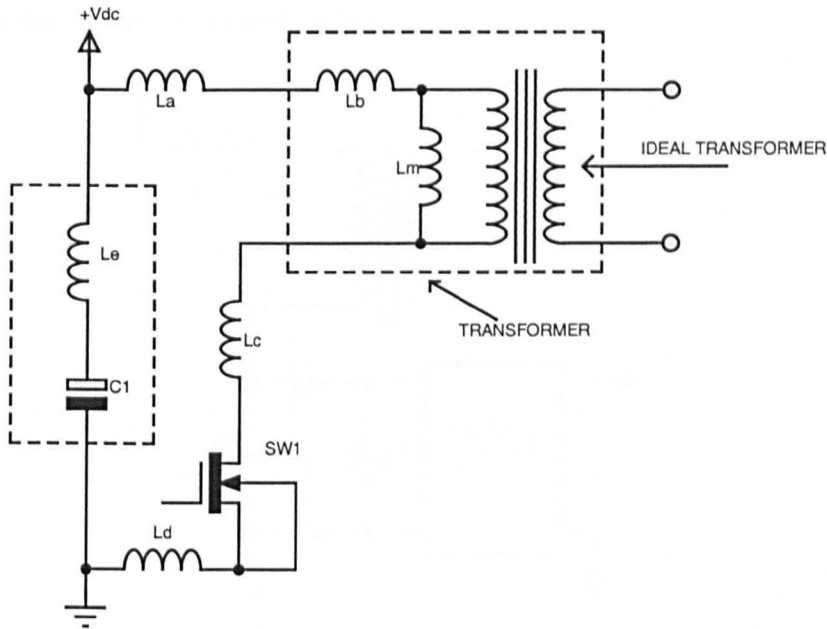 +Vdc
La
Lb
Lm
IDEAL TRANSFORMER
Le
TRANSFORMER
Lc
C1
SW1
Ld